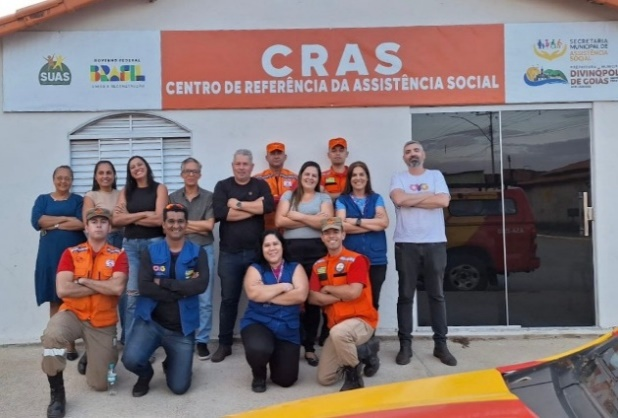 SUAS
GOVERNO FEDERAL
BRASIL
UNIÃO E RECONSTRUÇÃO
CRAS
CENTRO DE REFERÊNCIA DA ASSISTÊNCIA SOCIAL
SECRETARIA
MUNICIPAL DE
ASSISTÊNCIA
SOCIAL
DIVINÓPOLIS
DE GOIÁS